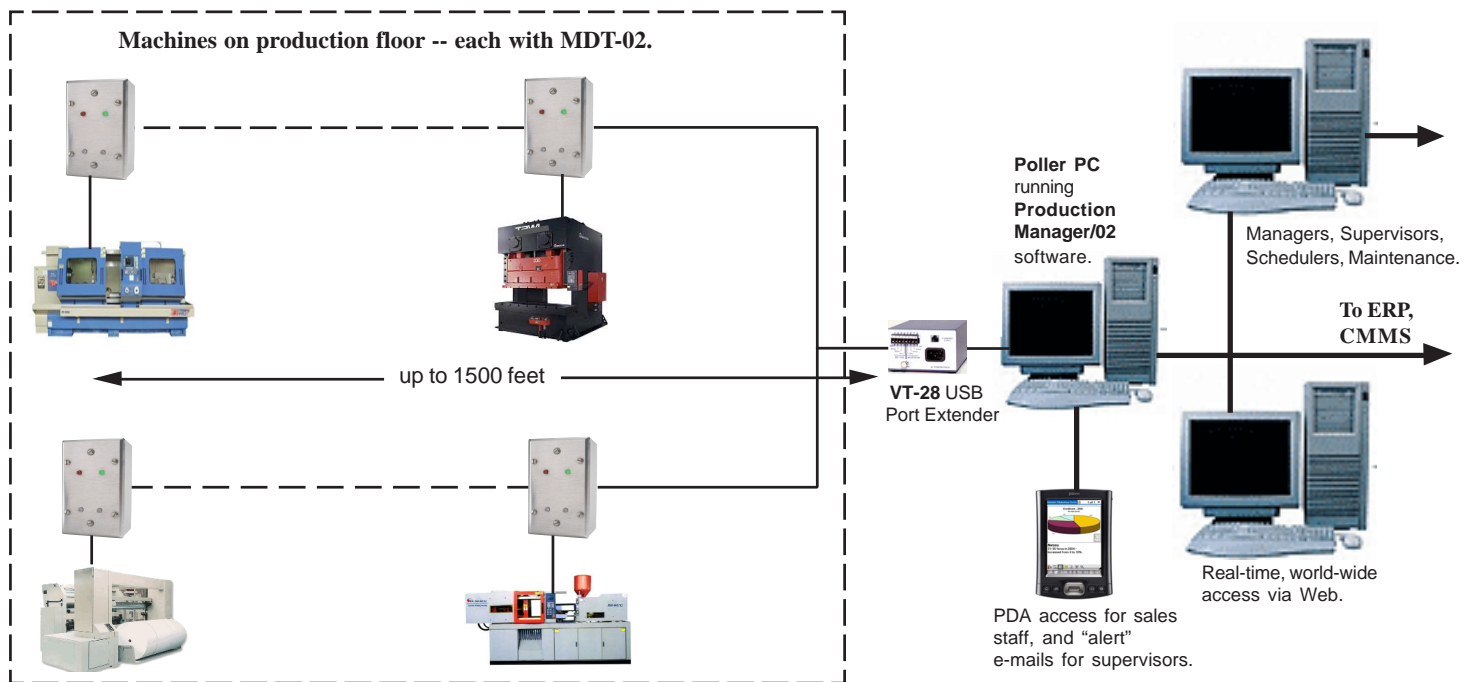 Machines on production floor -- each with MDT-02.
Poller PC
running
Production
Manager/02
software.
Managers, Supervisors,
Schedulers, Maintenance.
To ERP,
CMMS
up to 1500 feet
VT-28 USB
Port Extender
Real-time, world-wide
access via Web.
PDA access for sales
staff, and “alert”
e-mails for supervisors.